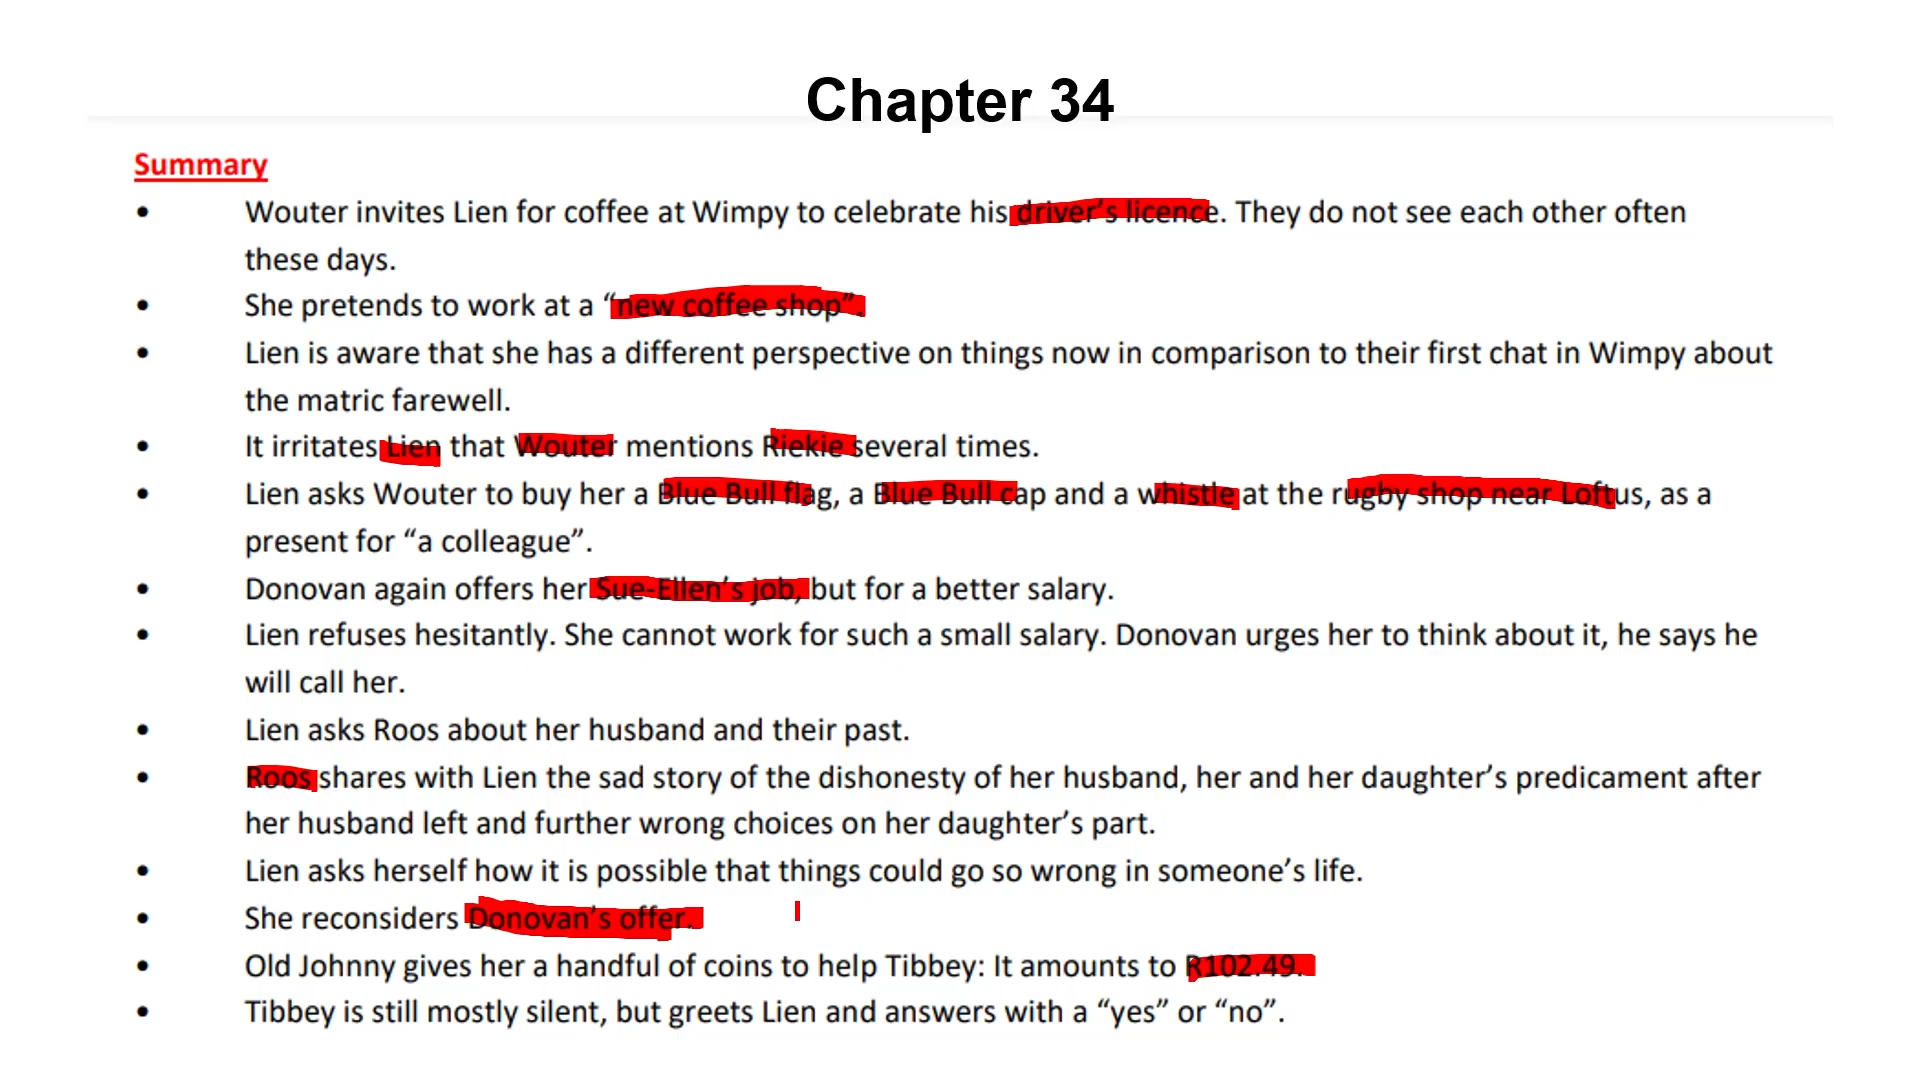 Chapter 34
Summary
• Wouter invites Lien for coffee at Wimpy to celebrate his driver's licence. They do not see each other often
these days.
• She pretends to work at a “new coffee shop”.
• Lien is aware that she has a different perspective on things now in comparison to their first chat in Wimpy about
the matric farewell.
• It irritates Lien that Wouter mentions Riekie several times.
• Lien asks Wouter to buy her a Blue Bull flag, a Blue Bull cap and a whistle at the rugby shop near Loftus, as a
present for “a colleague”.
• Donovan again offers her Sue-Ellen's job, but for a better salary.
• Lien refuses hesitantly. She cannot work for such a small salary. Donovan urges her to think about it, he says he
will call her.
• Lien asks Roos about her husband and their past.
• Roos shares with Lien the sad story of the dishonesty of her husband, her and her daughter's predicament after
her husband left and further wrong choices on her daughter's part.
• Lien asks herself how it is possible that things could go so wrong in someone's life.
• She reconsiders Donovan's offer.
• Old Johnny gives her a handful of coins to help Tibbey: It amounts to R102.49.
• Tibbey is still mostly silent, but greets Lien and answers with a “yes” or “no”.